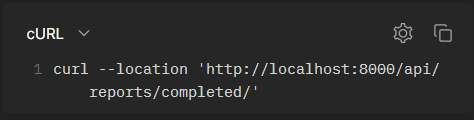 cURL
1 curl --location 'http://localhost:8000/api/
reports/completed/'